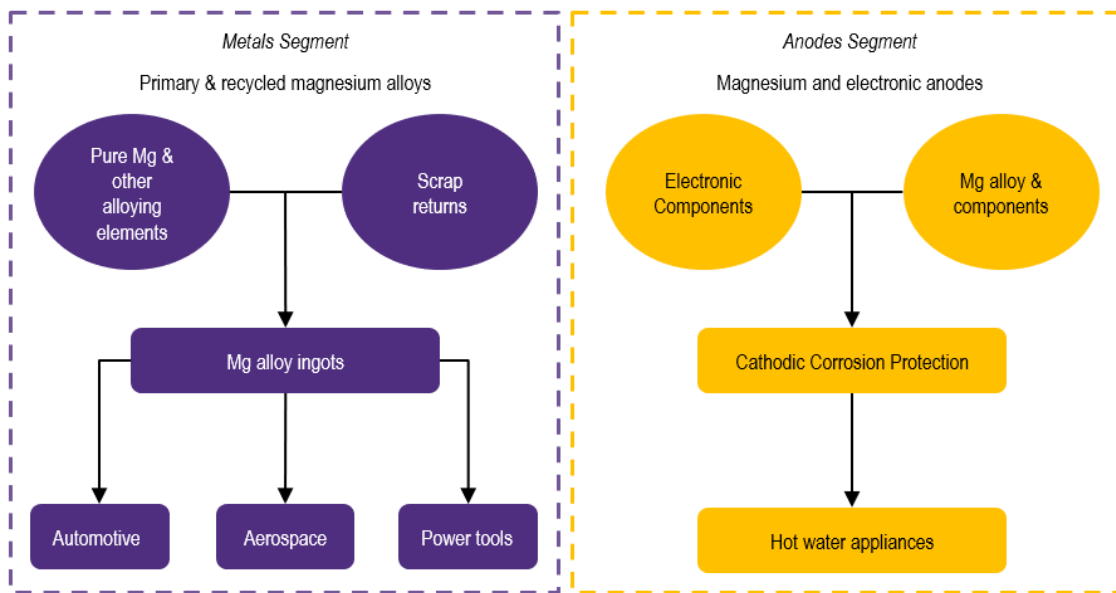 Metals Segment
Primary & recycled magnesium alloys
Pure Mg &
other
alloying
elements
Scrap
returns
Mg alloy ingots
Automotive
Aerospace
Power tools
Anodes Segment
Magnesium and electronic anodes
Electronic
Components
Mg alloy &
components
Cathodic Corrosion Protection
Hot water appliances